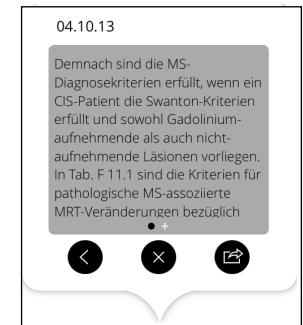 04.10.13
Demnach sind die MS-
Diagnosekriterien erfüllt, wenn ein
CIS-Patient die Swanton-Kriterien
erfüllt und sowohl Gadolinium-
aufnehmende als auch nicht-
aufnehmende Läsionen vorliegen.
In Tab. F 11.1 sind die Kriterien für
pathologische MS-assoziierte
MRT-Veränderungen bezüglich